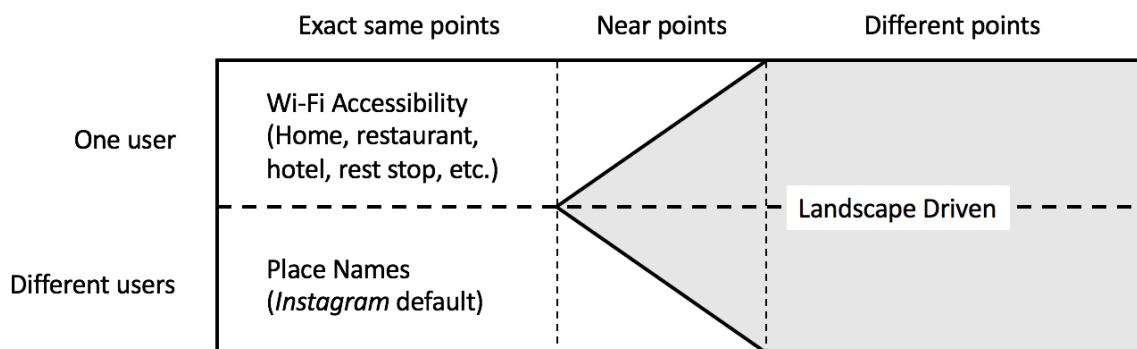 Exact same points
Near points
Different points
One user
Wi-Fi Accessibility
(Home, restaurant,
hotel, rest stop, etc.)
Landscape Driven
Different users
Place Names
(Instagram default)